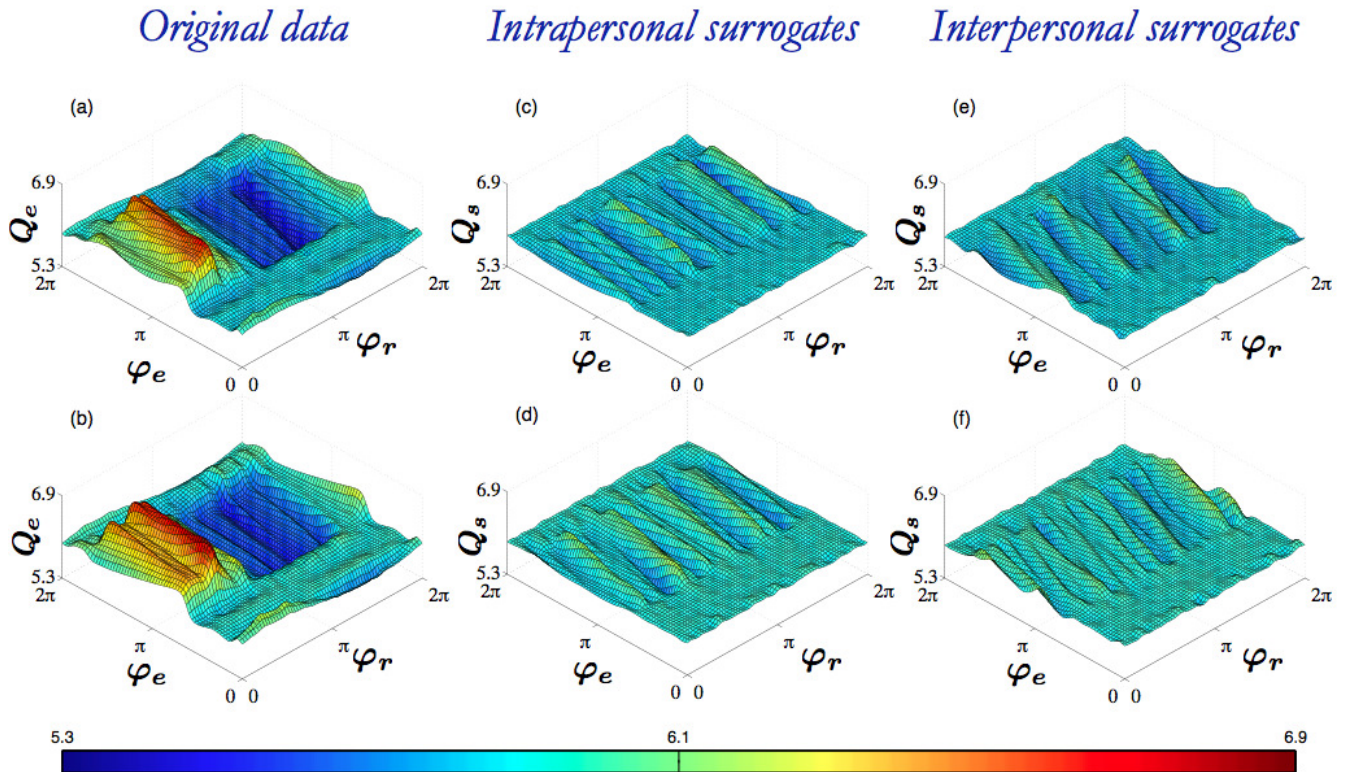 Original data
Intrapersonal surrogates
Interpersonal surrogates
(a)
6.9
Qe
5.3
2π
π
φe
0 0
π
φr
2π
(c)
6.9
Qs
5.3
2π
π
φe
0 0
π
φr
2π
(e)
6.9
Qs
5.3
2π
π
φe
0 0
π
φr
2π
(b)
6.9
Qe
5.3
2π
π
φe
0 0
π
φr
2π
(d)
6.9
Qs
5.3
2π
π
φe
0 0
π
φr
2π
(f)
6.9
Qs
5.3
2π
π
φe
0 0
π
φr
2π
5.3
6.1
6.9